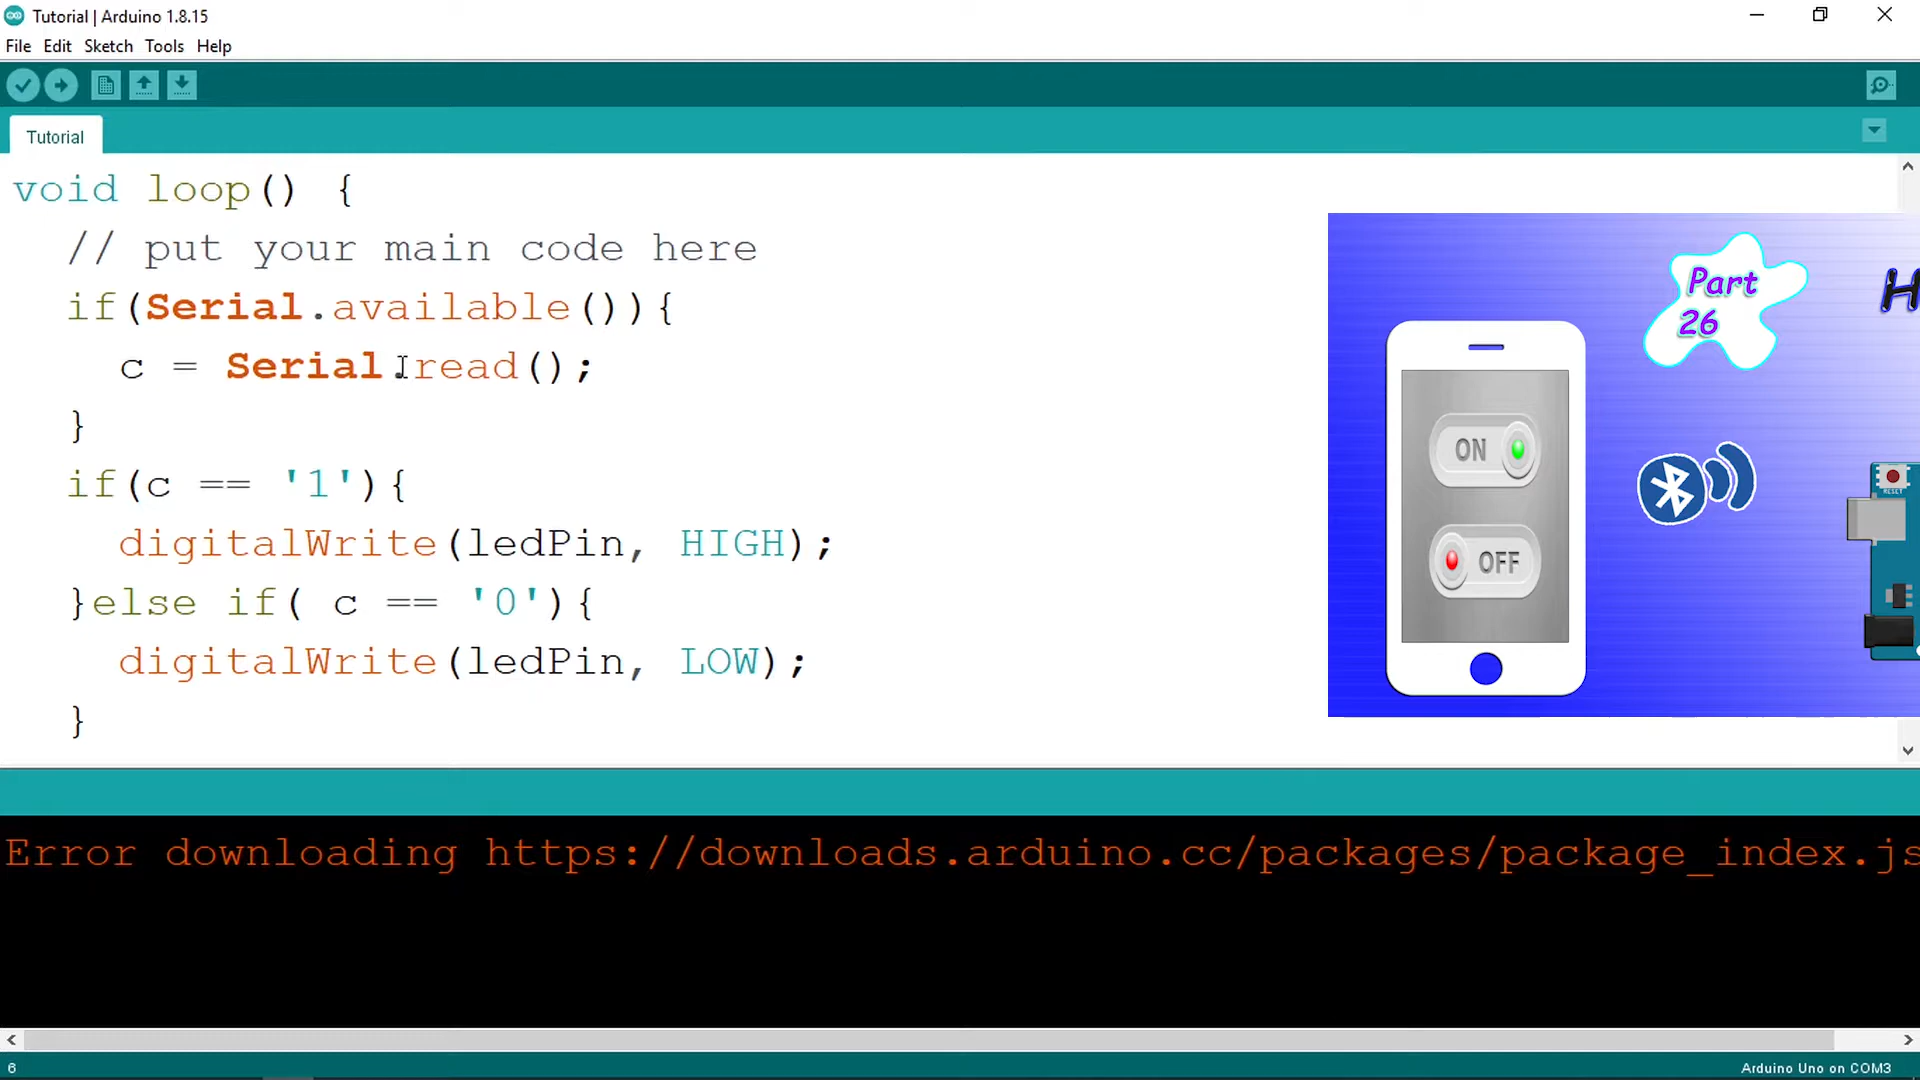 Tutorial | Arduino 1.8.15
File Edit Sketch Tools Help
Tutorial
void loop() {
// put your main code here
if(Serial.available()){
c = Serial.read();
}
if(c == '1'){
digitalWrite(ledPin, HIGH);
}else if( c == '0'){
digitalWrite(ledPin, LOW);
}
Part
26
H
ON
OFF
RESET
Error downloading https://downloads.arduino.cc/packages/package_index.js
6
Arduino Uno on COM3